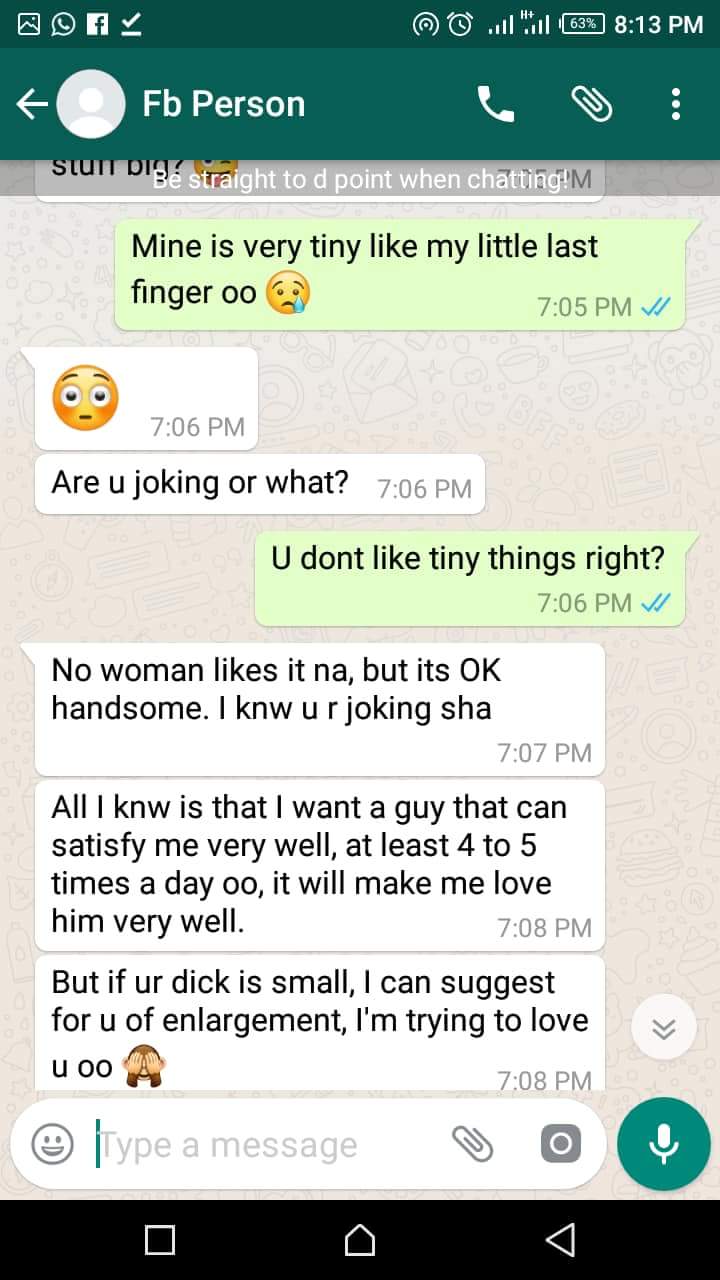 H+
63%
8:13 PM
Fb Person
stuff big?
Be straight to d point when chatting!
PM
Mine is very tiny like my little last
finger oo 😢
7:05 PM
😳
7:06 PM
Are u joking or what?
7:06 PM
U dont like tiny things right?
7:06 PM
No woman likes it na, but its OK
handsome. I knw u r joking sha
7:07 PM
All I knw is that I want a guy that can
satisfy me very well, at least 4 to 5
times a day oo, it will make me love
him very well.
7:08 PM
But if ur dick is small, I can suggest
for u of enlargement, I'm trying to love
u oo 🙈
7:08 PM
Type a message